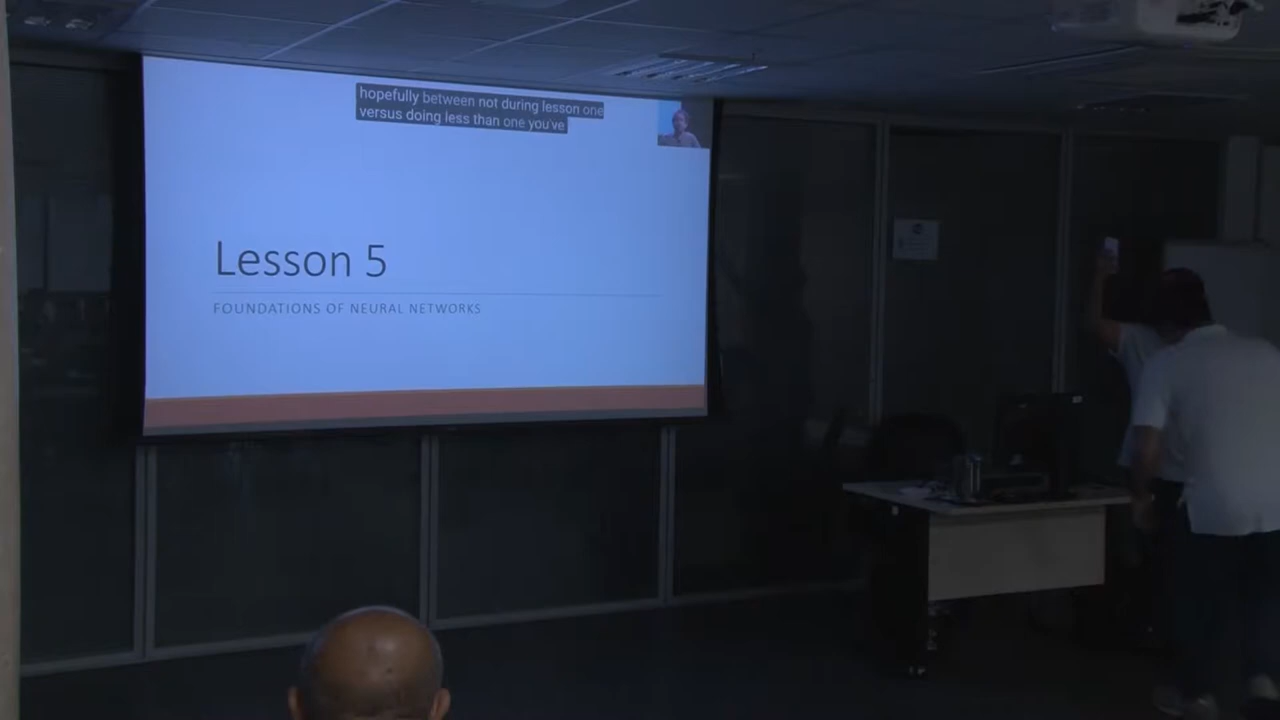 hopefully between not during lesson one
versus doing less than one you've
Lesson 5
FOUNDATIONS OF NEURAL NETWORKS